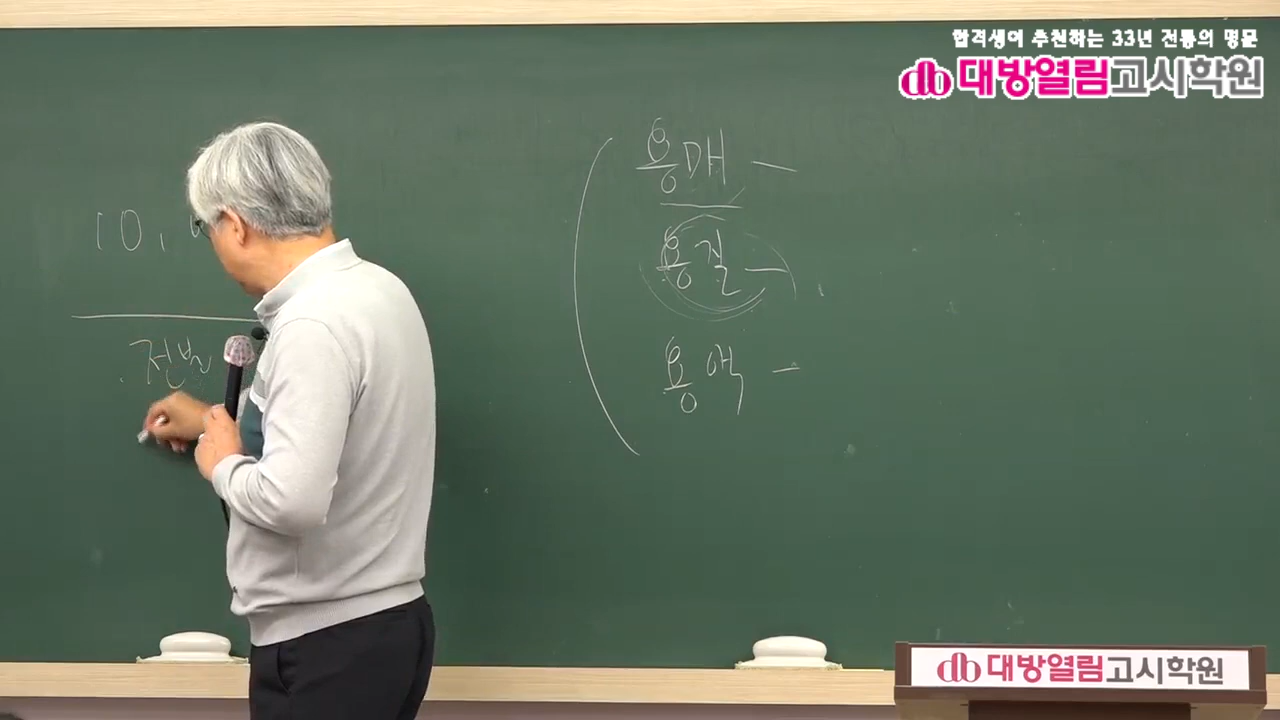 합격생이 추천하는 33년 전통의 명문
대방열림고시학원
용매 —
용질 —
용액 —
10,
대방열림고시학원